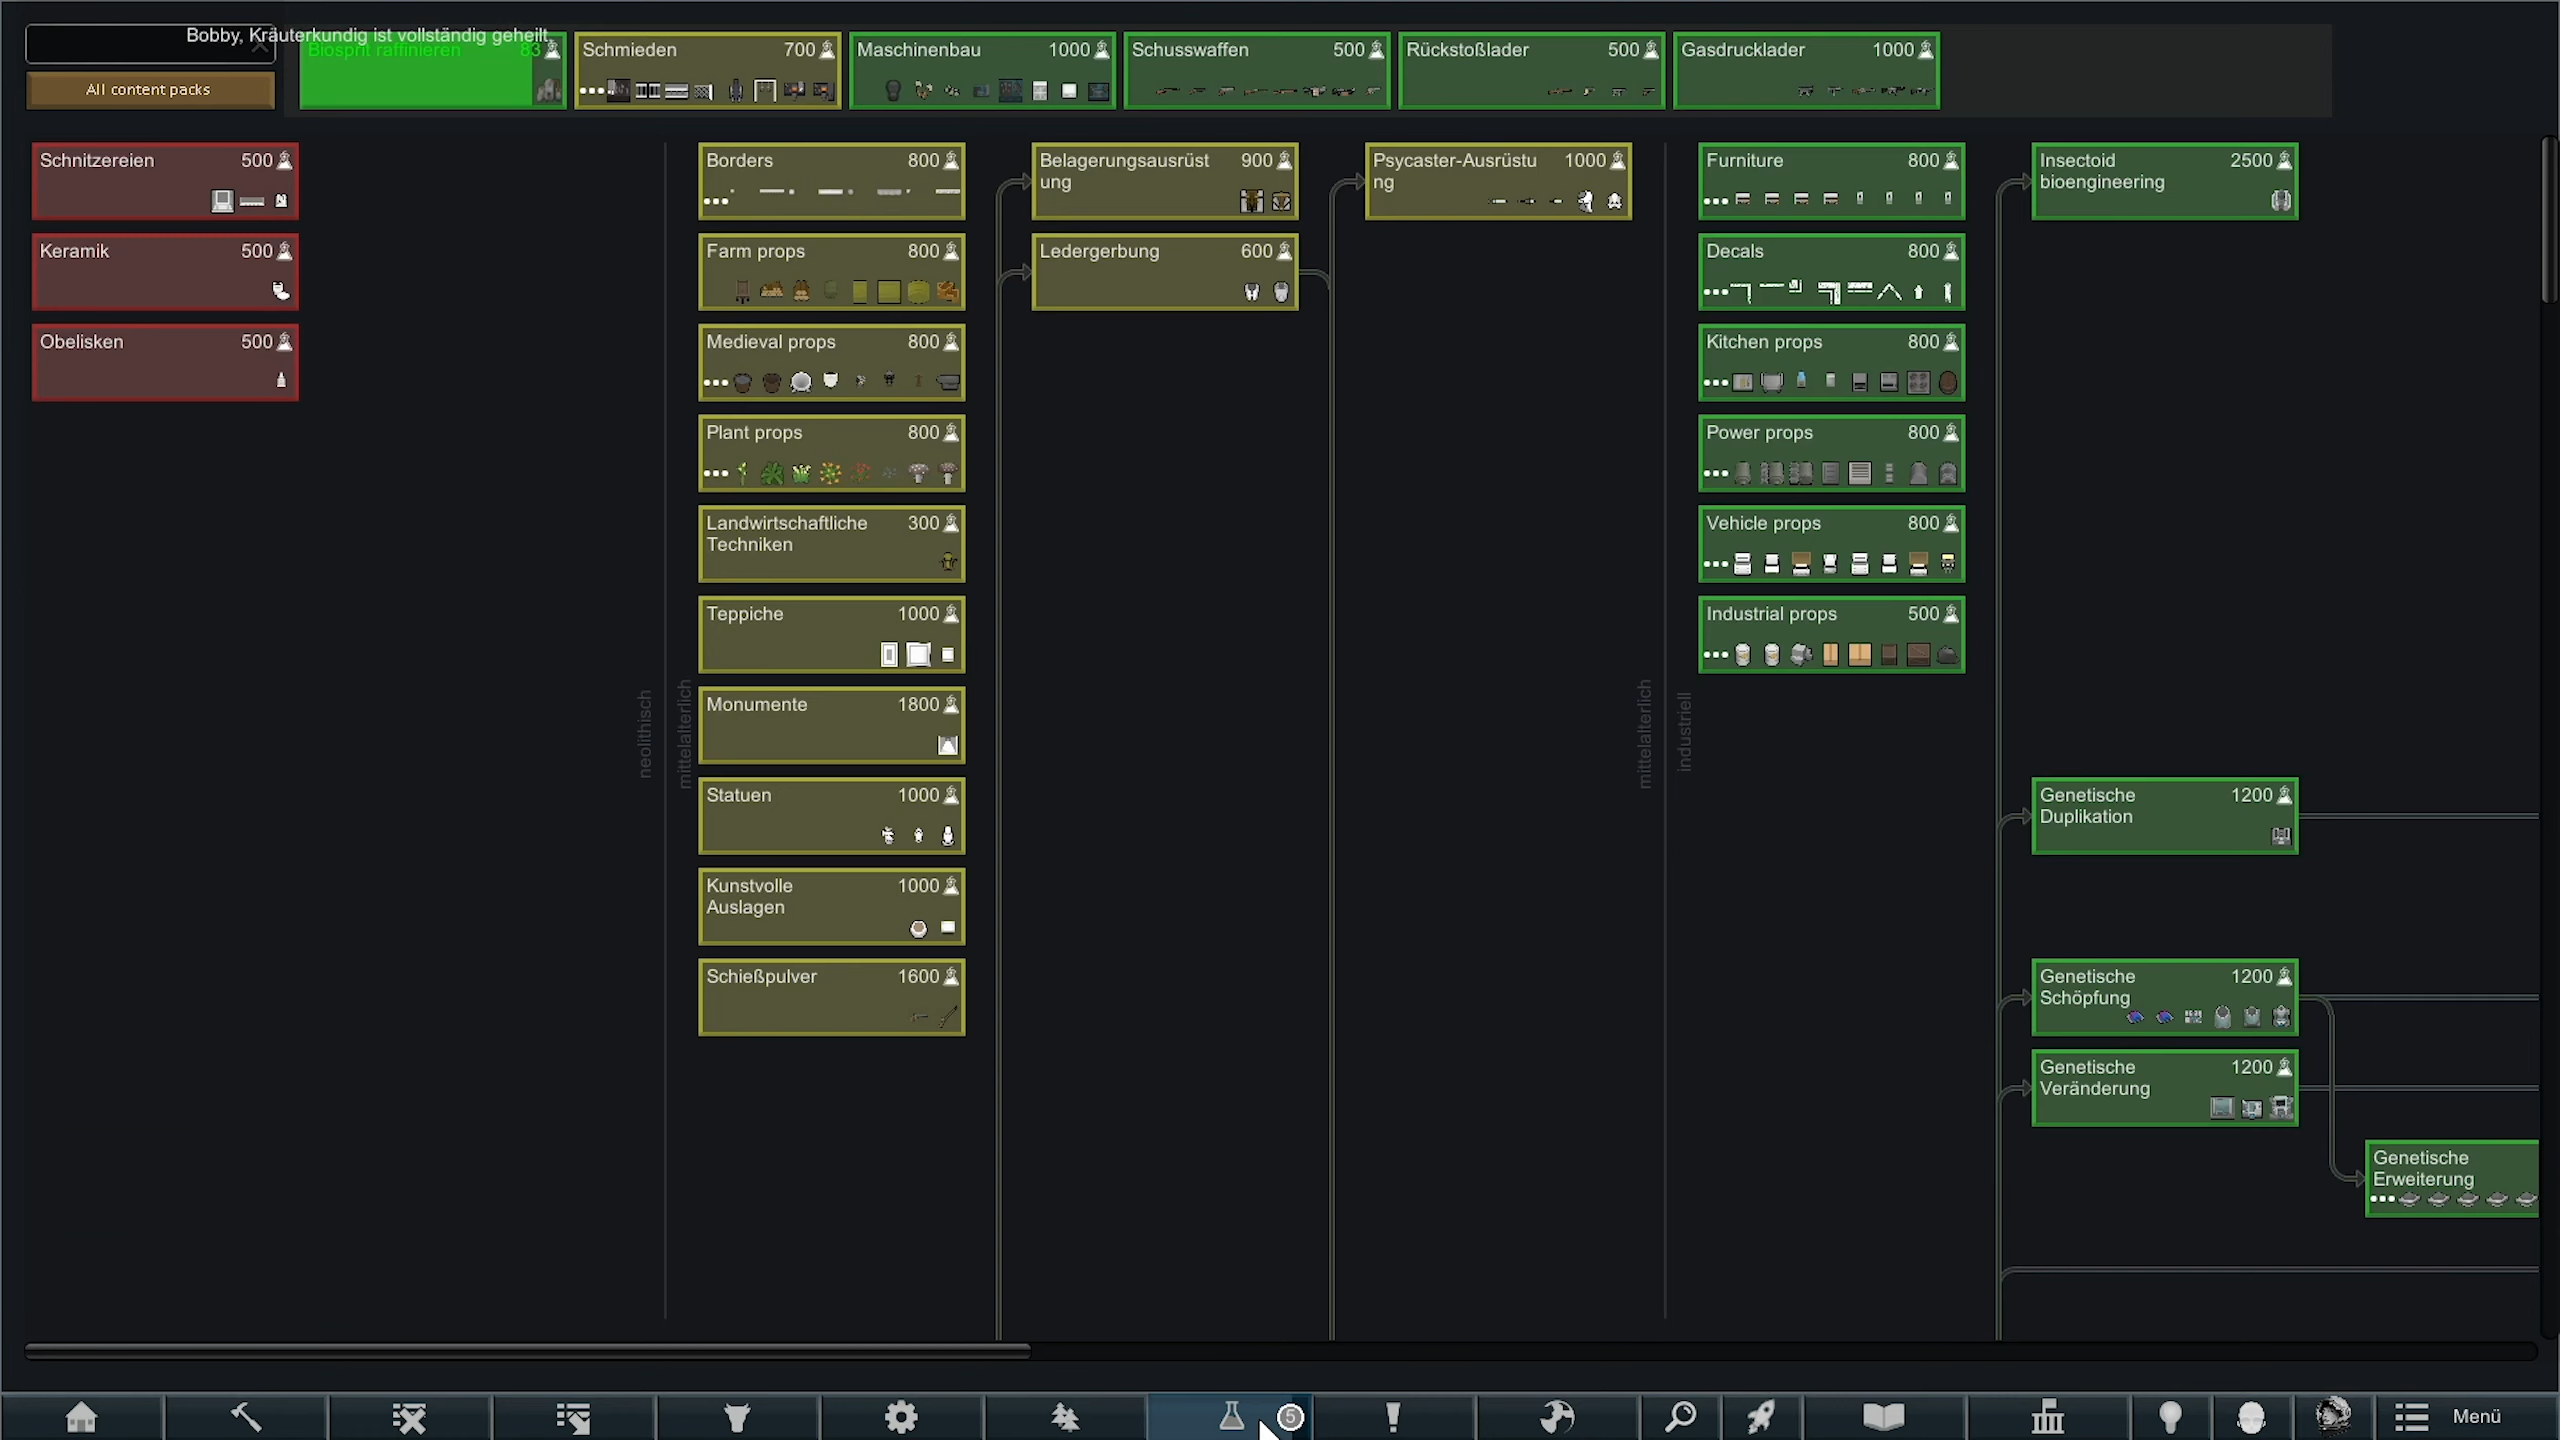 Bobby, Kräuterkundig ist vollständig geheilt.
All content packs
Biosprit raffinieren 83
Schmieden 700
Maschinenbau 1000
Schusswaffen 500
Rückstoßlader 500
Gasdrucklader 1000
Schnitzereien 500
Keramik 500
Obelisken 500
neolithisch
mittelalterlich
Borders 800
Farm props 800
Medieval props 800
Plant props 800
Landwirtschaftliche 300
Techniken
Teppiche 1000
Monumente 1800
Statuen 1000
Kunstvolle 1000
Auslagen
Schießpulver 1600
Belagerungsausrüst 900
ung
Ledergerbung 600
Psycaster-Ausrüstu 1000
ng
mittelalterlich
industriell
Furniture 800
Decals 800
Kitchen props 800
Power props 800
Vehicle props 800
Industrial props 500
Insectoid 2500
bioengineering
Genetische 1200
Duplikation
Genetische 1200
Schöpfung
Genetische 1200
Veränderung
Genetische
Erweiterung
5
Menü